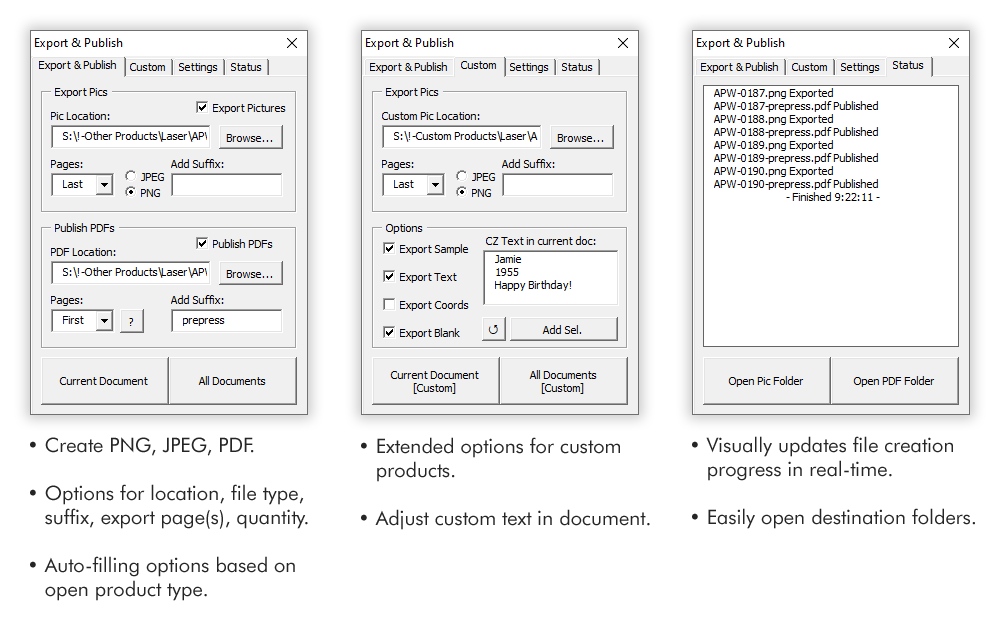 Export & Publish
Export & Publish Custom Settings Status
Export Pics
Export Pictures
Pic Location:
S:\!-Other Products\Laser\AP\
Browse...
Pages:
Add Suffix:
Last
JPEG
PNG
Publish PDFs
Publish PDFs
PDF Location:
S:\!-Other Products\Laser\AP\
Browse...
Pages:
Add Suffix:
First
?
prepress
Current Document
All Documents
• Create PNG, JPEG, PDF.
• Options for location, file type,
suffix, export page(s), quantity.
• Auto-filling options based on
open product type.
Export & Publish
Export & Publish Custom Settings Status
Export Pics
Custom Pic Location:
S:\!-Custom Products\Laser\A
Browse...
Pages:
Add Suffix:
Last
JPEG
PNG
Options
Export Sample
Export Text
Export Coords
Export Blank
CZ Text in current doc:
Jamie
1955
Happy Birthday!
Add Sel.
Current Document
[Custom]
All Documents
[Custom]
• Extended options for custom
products.
• Adjust custom text in document.
Export & Publish
Export & Publish Custom Settings Status
APW-0187.png Exported
APW-0187-prepress.pdf Published
APW-0188.png Exported
APW-0188-prepress.pdf Published
APW-0189.png Exported
APW-0189-prepress.pdf Published
APW-0190.png Exported
APW-0190-prepress.pdf Published
- Finished 9:22:11 -
Open Pic Folder
Open PDF Folder
• Visually updates file creation
progress in real-time.
• Easily open destination folders.